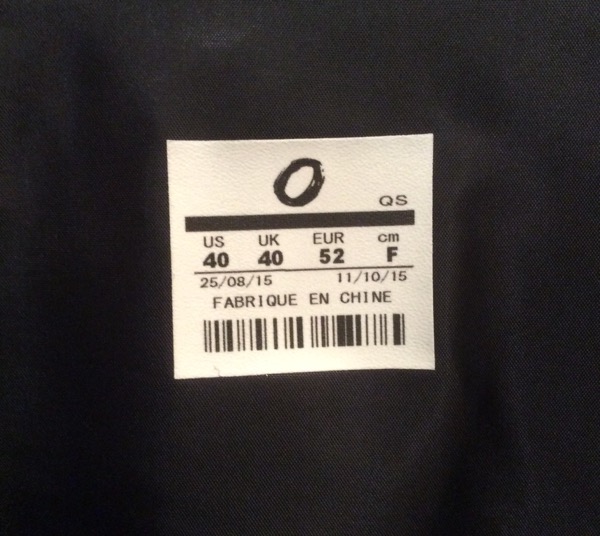 O
QS
US UK EUR cm
40 40 52 F
25/08/15 11/10/15
FABRIQUE EN CHINE